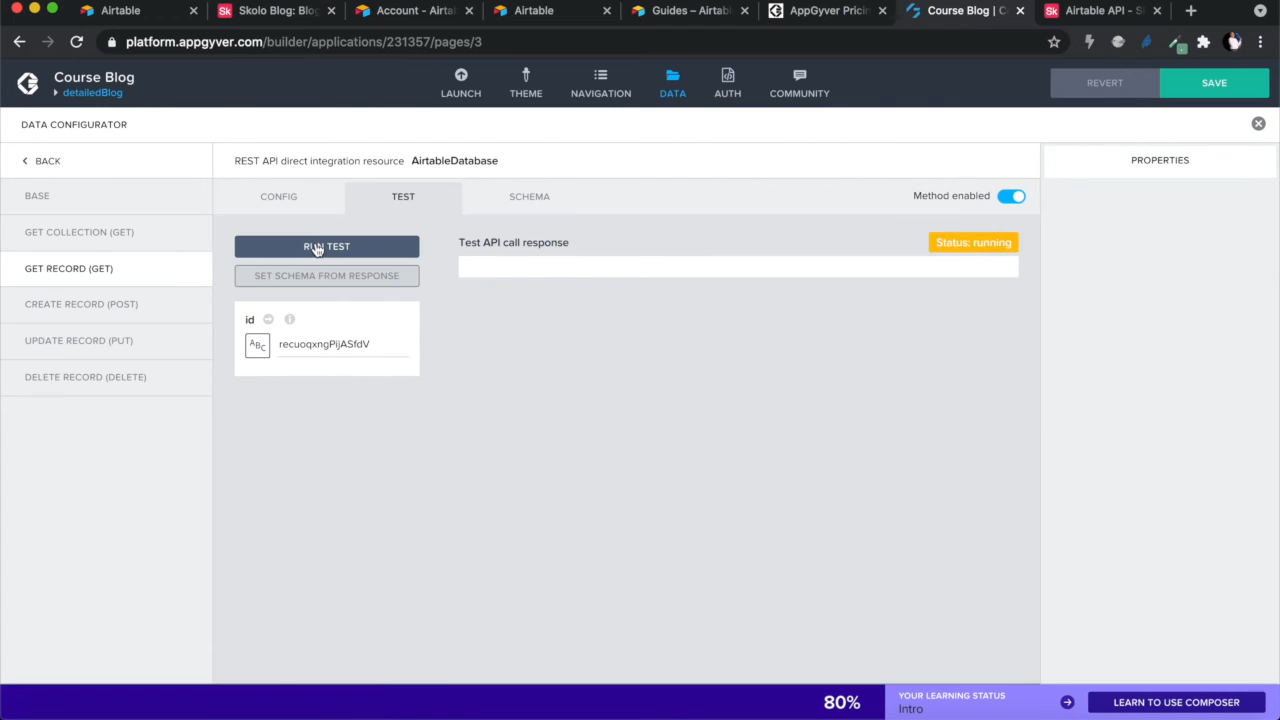 Airtable
Skolo Blog: Blog
Account - Airtab
Airtable
Guides – Airtabl
AppGyver Pricin
Course Blog | C
Airtable API - Sk
platform.appgyver.com/builder/applications/231357/pages/3
Course Blog
detailedBlog
LAUNCH
THEME
NAVIGATION
DATA
AUTH
COMMUNITY
REVERT
SAVE
DATA CONFIGURATOR
BACK
REST API direct integration resource AirtableDatabase
PROPERTIES
BASE
CONFIG
TEST
SCHEMA
Method enabled
GET COLLECTION (GET)
RUN TEST
Test API call response
Status: running
GET RECORD (GET)
SET SCHEMA FROM RESPONSE
CREATE RECORD (POST)
id
UPDATE RECORD (PUT)
ABC
recuoqxngPijASfdV
DELETE RECORD (DELETE)
80%
YOUR LEARNING STATUS
Intro
LEARN TO USE COMPOSER